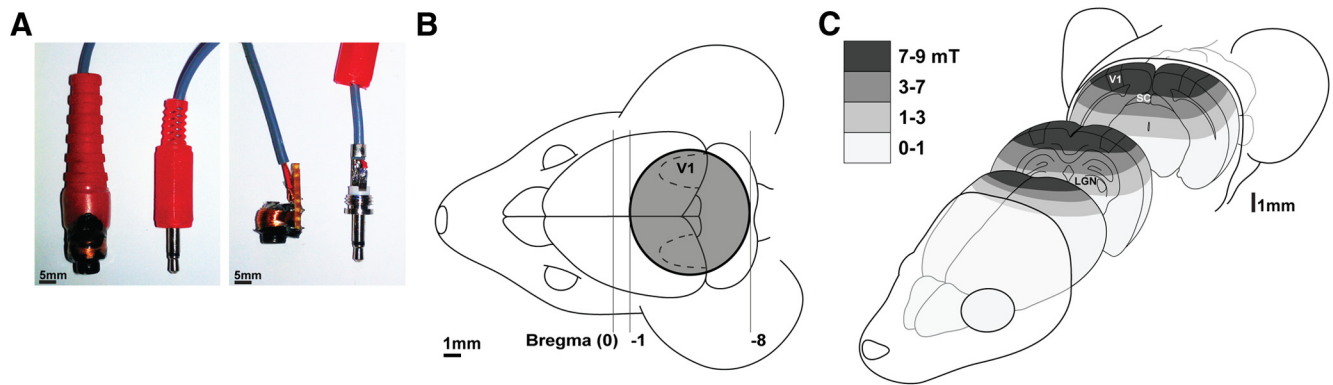 A
5mm
5mm
B
V1
Bregma (0)
-1
-8
1mm
C
7-9 mT
3-7
1-3
0-1
V1
SC
LGN
1mm